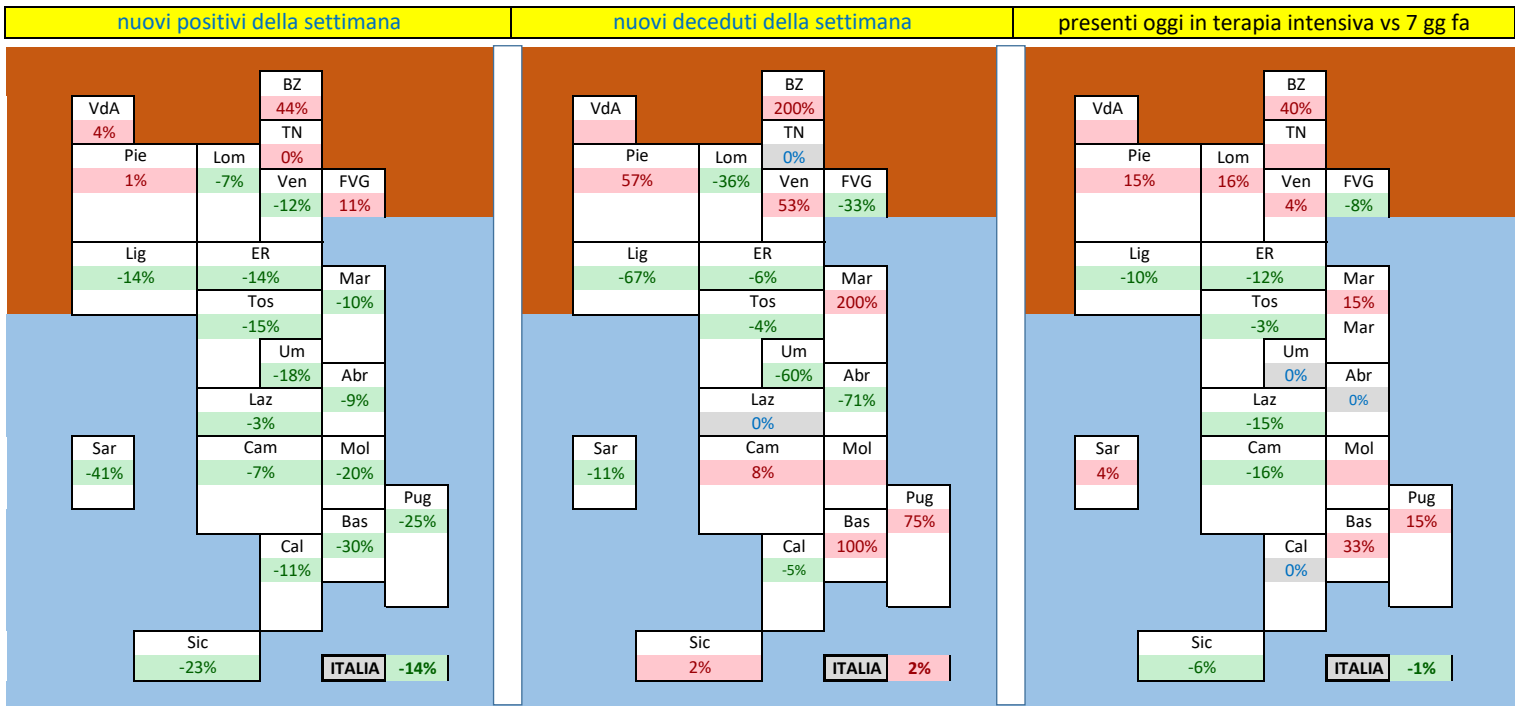 nuovi positivi della settimana
nuovi deceduti della settimana
presenti oggi in terapia intensiva vs 7 gg fa
BZ
VdA 44%
4% TN
Pie Lom 0%
1% -7% Ven FVG
-12% 11%
Lig ER
-14% -14% Mar
Tos -10%
-15%
Um
-18% Abr
Laz -9%
-3%
Sar Cam Mol
-41% -7% -20%
Pug
Bas -25%
Cal -30%
-11%
Sic
-23% ITALIA -14%
BZ
VdA 200%
TN
Pie Lom 0%
57% -36% Ven FVG
53% -33%
Lig ER
-67% -6% Mar
Tos 200%
-4%
Um
-60% Abr
Laz -71%
0%
Sar Cam Mol
-11% 8%
Pug
Bas 75%
Cal 100%
-5%
Sic
2% ITALIA 2%
BZ
VdA 40%
TN
Pie Lom
15% 16% Ven FVG
4% -8%
Lig ER
-10% -12% Mar
Tos 15%
-3% Mar
Um
0% Abr
Laz 0%
-15%
Sar Cam Mol
4% -16%
Pug
Bas 15%
Cal 33%
0%
Sic
-6% ITALIA -1%